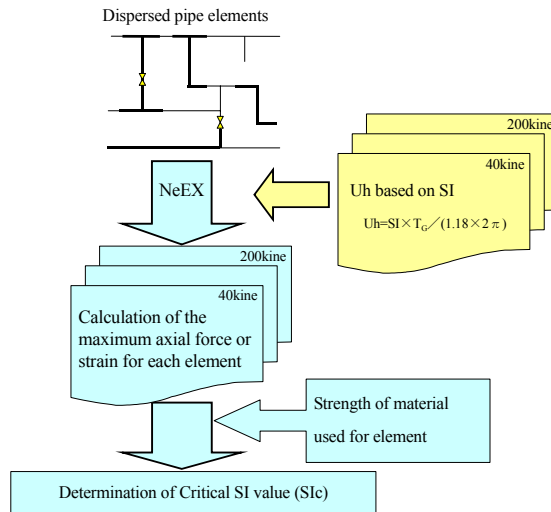 Dispersed pipe elements
200kine
40kine
NeEX
Uh based on SI
Uh=SI×T_G／(1.18×2π)
200kine
40kine
Calculation of the
maximum axial force or
strain for each element
Strength of material
used for element
Determination of Critical SI value (SIc)